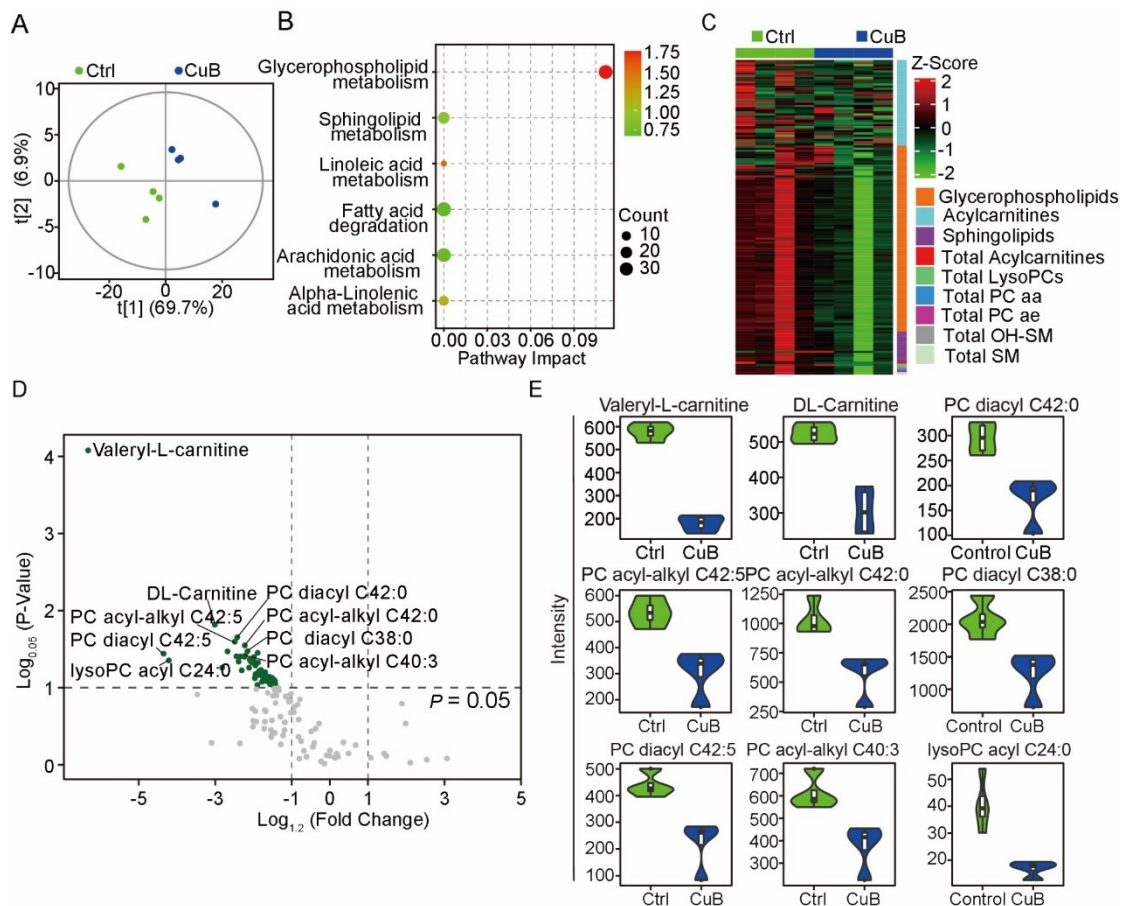 A
Ctrl CuB
10
5
0
-5
-10
t[2] (6.9%)
-20 0 20
t[1] (69.7%)
B
Glycerophospholipid
metabolism
Sphingolipid
metabolism
Linoleic acid
metabolism
Fatty acid
degradation
Arachidonic acid
metabolism
Alpha-Linolenic
acid metabolism
0.00 0.03 0.06 0.09
Pathway Impact
1.75
1.50
1.25
1.00
0.75
Count
10
20
30
C
Ctrl CuB
Z-Score
2
1
0
-1
-2
Glycerophospholipids
Acylcarnitines
Sphingolipids
Total Acylcarnitines
Total LysoPCs
Total PC aa
Total PC ae
Total OH-SM
Total SM
D
4
3
2
1
0
Log0.05 (P-Value)
Valeryl-L-carnitine
DL-Carnitine
PC acyl-alkyl C42:5
PC diacyl C42:5
lysoPC acyl C24:0
PC diacyl C42:0
PC acyl-alkyl C42:0
PC diacyl C38:0
PC acyl-alkyl C40:3
P = 0.05
-5 -3 -1 1 3 5
Log1.2 (Fold Change)
E
Intensity
Valeryl-L-carnitine
600
500
400
300
200
Ctrl CuB
DL-Carnitine
500
400
300
Ctrl CuB
PC diacyl C42:0
300
250
200
150
100
Control CuB
PC acyl-alkyl C42:5
600
500
400
300
200
Ctrl CuB
PC acyl-alkyl C42:0
1250
1000
750
500
250
Ctrl CuB
PC diacyl C38:0
2500
2000
1500
1000
Control CuB
PC diacyl C42:5
500
400
300
200
100
Ctrl CuB
PC acyl-alkyl C40:3
700
600
500
400
300
Ctrl CuB
lysoPC acyl C24:0
50
40
30
20
Control CuB